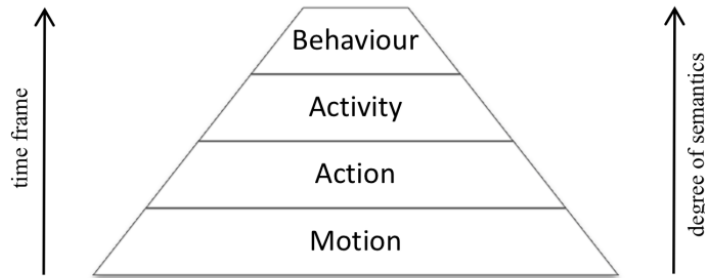 Behaviour
Activity
Action
Motion
time frame
degree of semantics